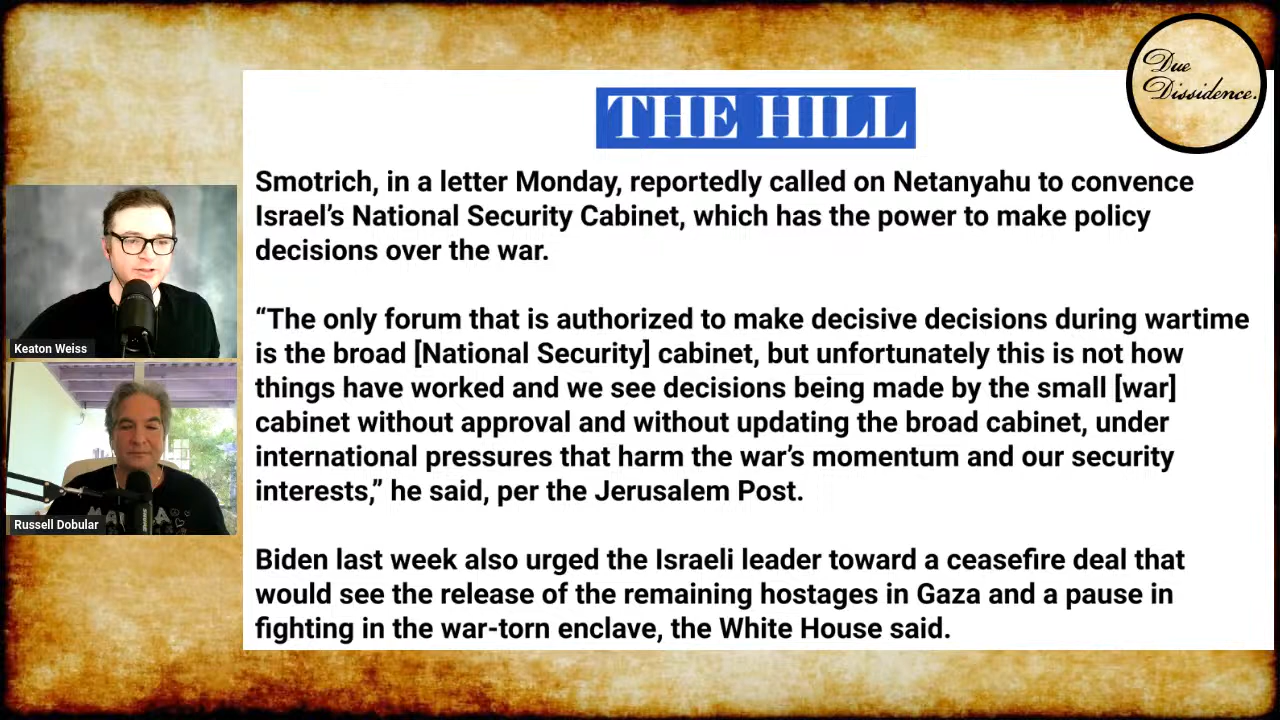 Due
Dissidence.
THE HILL
Smotrich, in a letter Monday, reportedly called on Netanyahu to convence
Israel’s National Security Cabinet, which has the power to make policy
decisions over the war.
“The only forum that is authorized to make decisive decisions during wartime
is the broad [National Security] cabinet, but unfortunately this is not how
things have worked and we see decisions being made by the small [war]
cabinet without approval and without updating the broad cabinet, under
international pressures that harm the war’s momentum and our security
interests,” he said, per the Jerusalem Post.
Biden last week also urged the Israeli leader toward a ceasefire deal that
would see the release of the remaining hostages in Gaza and a pause in
fighting in the war-torn enclave, the White House said.
Keaton Weiss
Russell Dobular